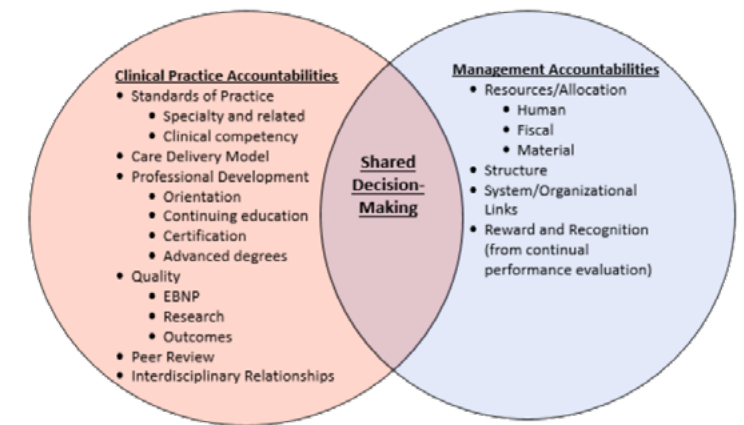 Clinical Practice Accountabilities
• Standards of Practice
• Specialty and related
• Clinical competency
• Care Delivery Model
• Professional Development
• Orientation
• Continuing education
• Certification
• Advanced degrees
• Quality
• EBNP
• Research
• Outcomes
• Peer Review
• Interdisciplinary Relationships
Shared
Decision-
Making
Management Accountabilities
• Resources/Allocation
• Human
• Fiscal
• Material
• Structure
• System/Organizational
Links
• Reward and Recognition
(from continual
performance evaluation)